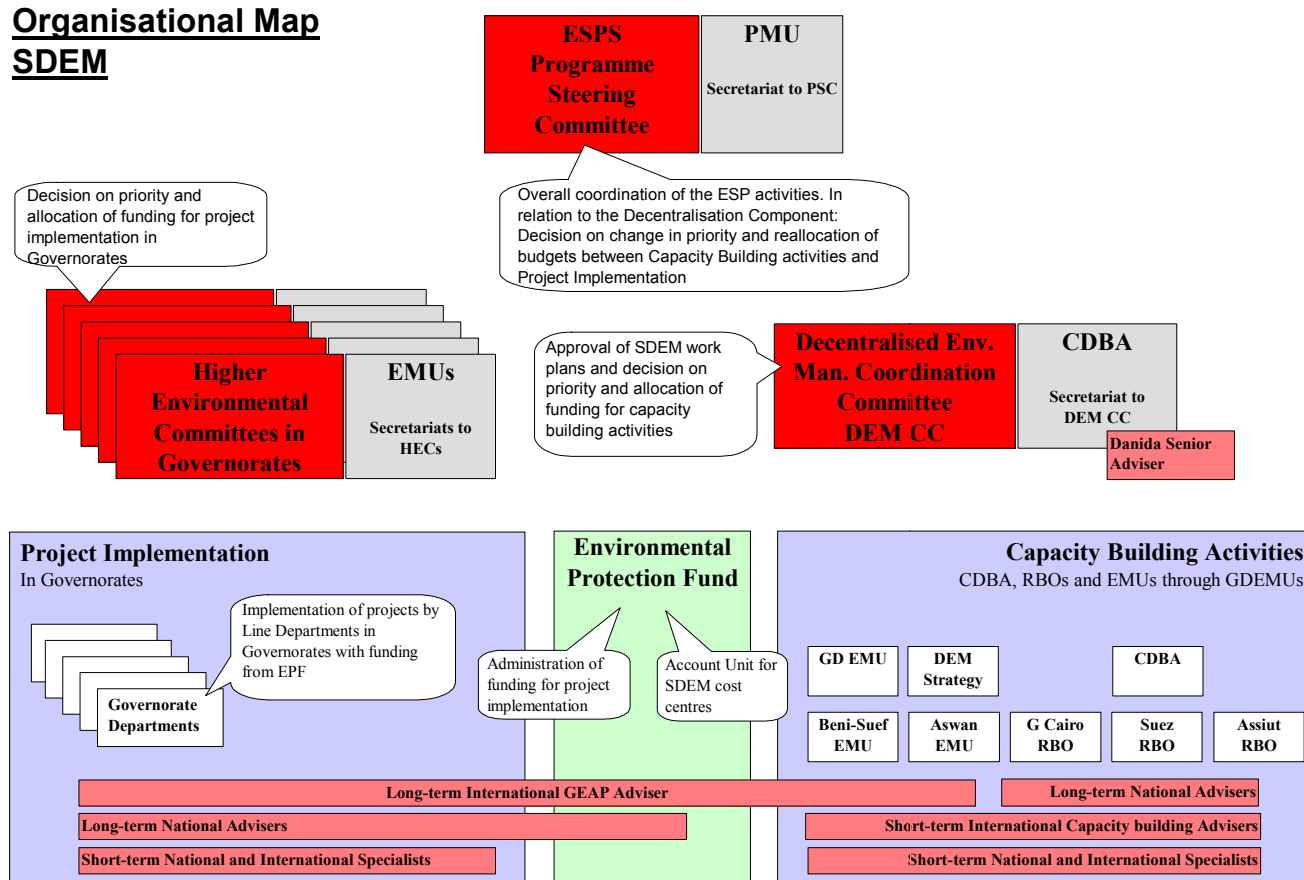 Organisational Map
SDEM
ESPS
Programme
Steering
Committee
PMU
Secretariat to PSC
Decision on priority and
allocation of funding for project
implementation in
Governorates
Overall coordination of the ESP activities. In
relation to the Decentralisation Component:
Decision on change in priority and reallocation of
budgets between Capacity Building activities and
Project Implementation
Higher
Environmental
Committees in
Governorates
EMUs
Secretariats to
HECs
Approval of SDEM work
plans and decision on
priority and allocation of
funding for capacity
building activities
Decentralised Env.
Man. Coordination
Committee
DEM CC
CDBA
Secretariat to
DEM CC
Danida Senior
Adviser
Project Implementation
In Governorates
Implementation of projects by
Line Departments in
Governorates with funding
from EPF
Governorate
Departments
Environmental
Protection Fund
Administration of
funding for project
implementation
Account Unit for
SDEM cost
centres
Capacity Building Activities
CDBA, RBOs and EMUs through GDEMUs
GD EMU
DEM
Strategy
CDBA
Beni-Suef
EMU
Aswan
EMU
G Cairo
RBO
Suez
RBO
Assiut
RBO
Long-term International GEAP Adviser
Long-term National Advisers
Long-term National Advisers
Short-term International Capacity building Advisers
Short-term National and International Specialists
Short-term National and International Specialists